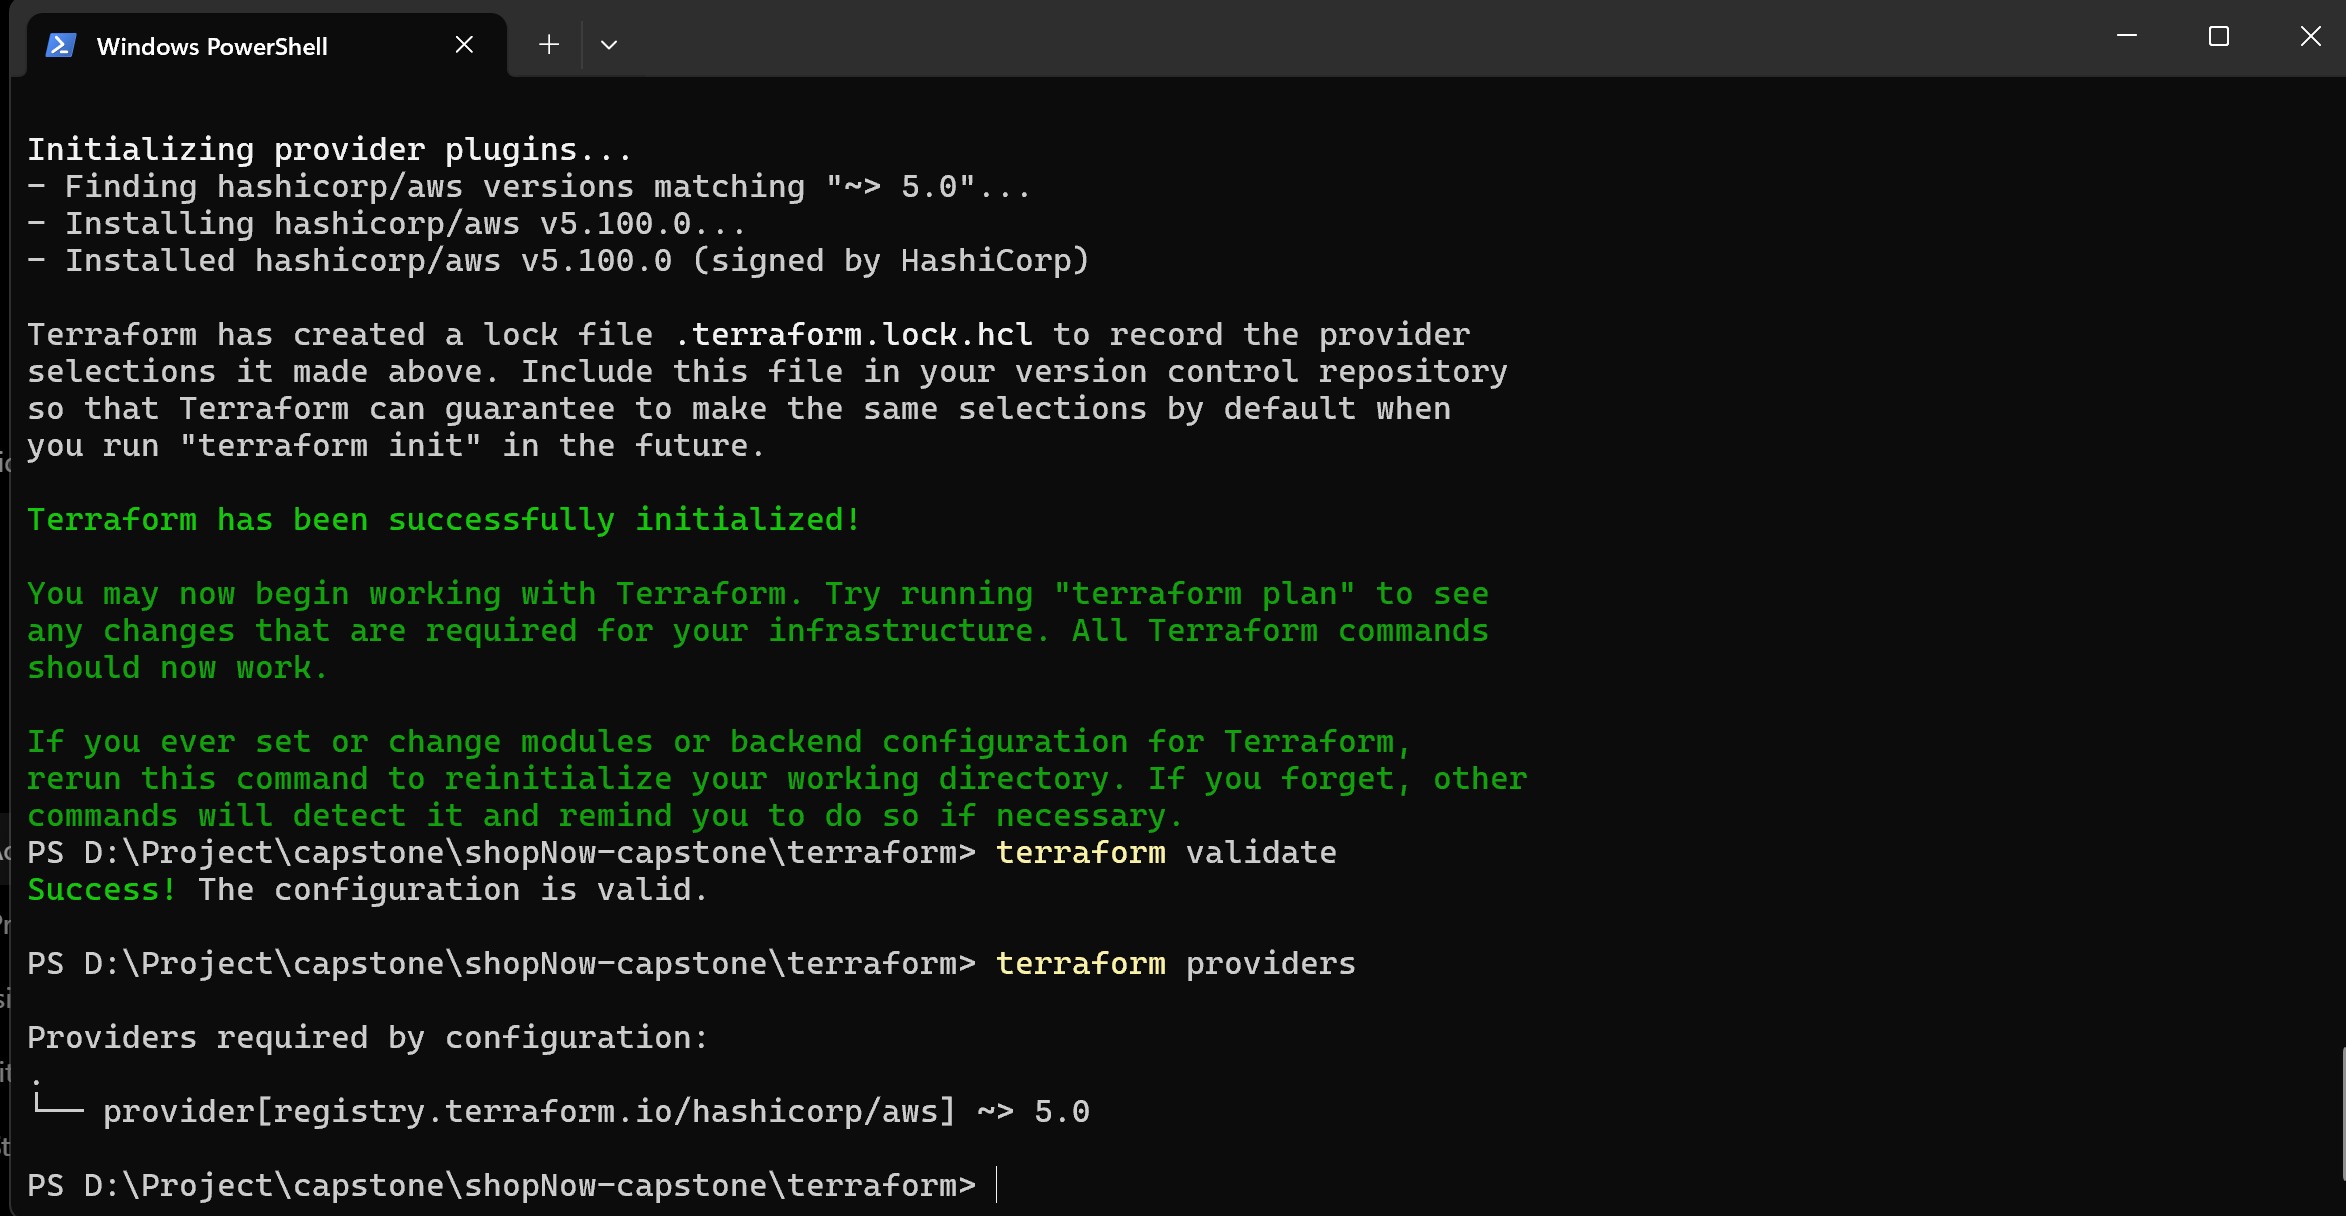 Windows PowerShell
Initializing provider plugins...
- Finding hashicorp/aws versions matching "~> 5.0"...
- Installing hashicorp/aws v5.100.0...
- Installed hashicorp/aws v5.100.0 (signed by HashiCorp)
Terraform has created a lock file .terraform.lock.hcl to record the provider
selections it made above. Include this file in your version control repository
so that Terraform can guarantee to make the same selections by default when
you run "terraform init" in the future.
Terraform has been successfully initialized!
You may now begin working with Terraform. Try running "terraform plan" to see
any changes that are required for your infrastructure. All Terraform commands
should now work.
If you ever set or change modules or backend configuration for Terraform,
rerun this command to reinitialize your working directory. If you forget, other
commands will detect it and remind you to do so if necessary.
PS D:\Project\capstone\shopNow-capstone\terraform> terraform validate
Success! The configuration is valid.
PS D:\Project\capstone\shopNow-capstone\terraform> terraform providers
Providers required by configuration:
.
└── provider[registry.terraform.io/hashicorp/aws] ~> 5.0
PS D:\Project\capstone\shopNow-capstone\terraform>